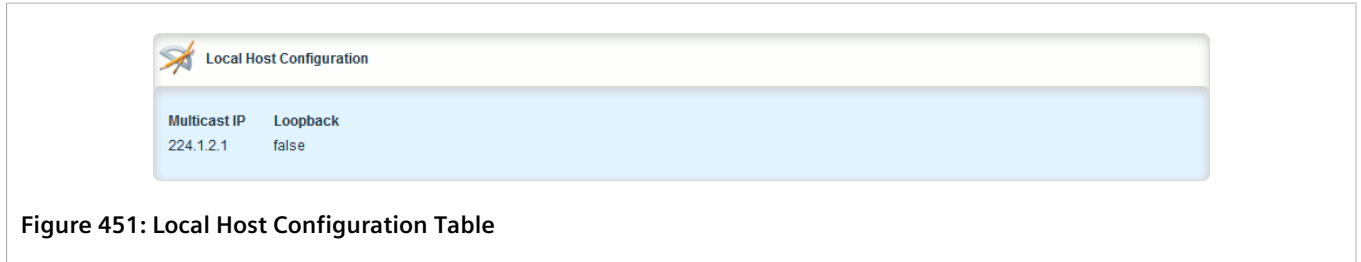 Local Host Configuration
Multicast IP Loopback
224.1.2.1 false
Figure 451: Local Host Configuration Table